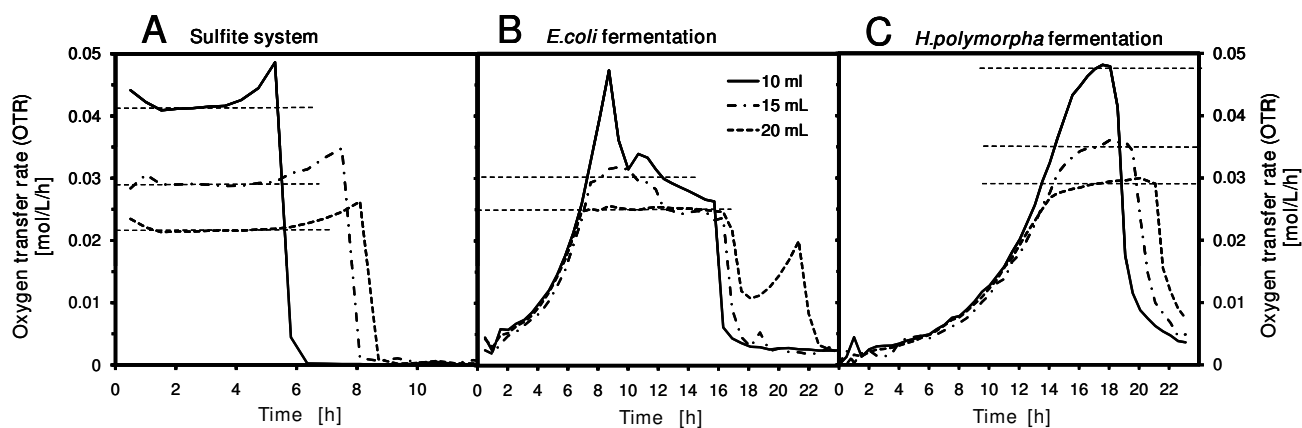 A Sulfite system
B E.coli fermentation
C H.polymorpha fermentation
Oxygen transfer rate (OTR)
[mol/L/h]
0.05
0.04
0.03
0.02
0.01
0
10 ml
15 mL
20 mL
0.05
0.04
0.03
0.02
0.01
0
Oxygen transfer rate (OTR)
[mol/L/h]
0 2 4 6 8 10
0 2 4 6 8 10 12 14 16 18 20 22
0 2 4 6 8 10 12 14 16 18 20 22
Time [h]
Time [h]
Time [h]